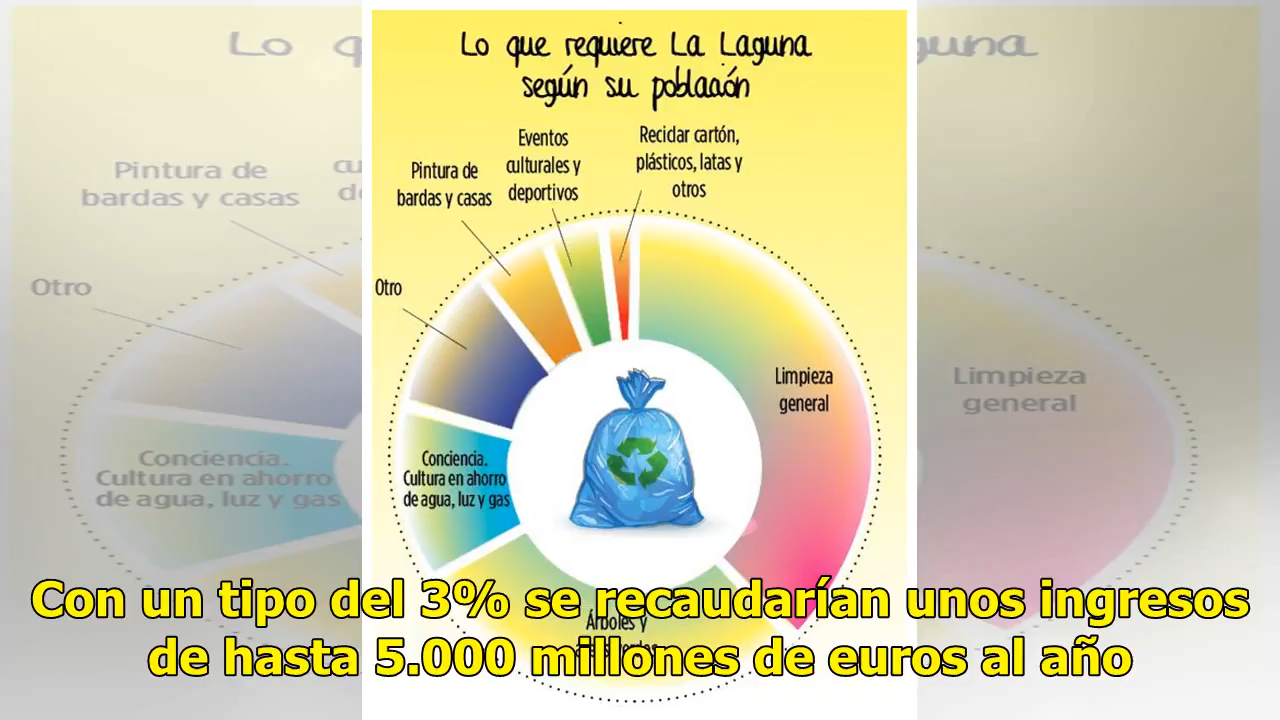 Lo que requiere La Laguna
según su población
Eventos
culturales y
deportivos
Reciclar cartón,
plásticos, latas y
otros
Pintura de
bardas y casas
Otro
Limpieza
general
Conciencia.
Cultura en ahorro
de agua, luz y gas
Árboles y
Con un tipo del 3% se recaudarían unos ingresos
de hasta 5.000 millones de euros al año